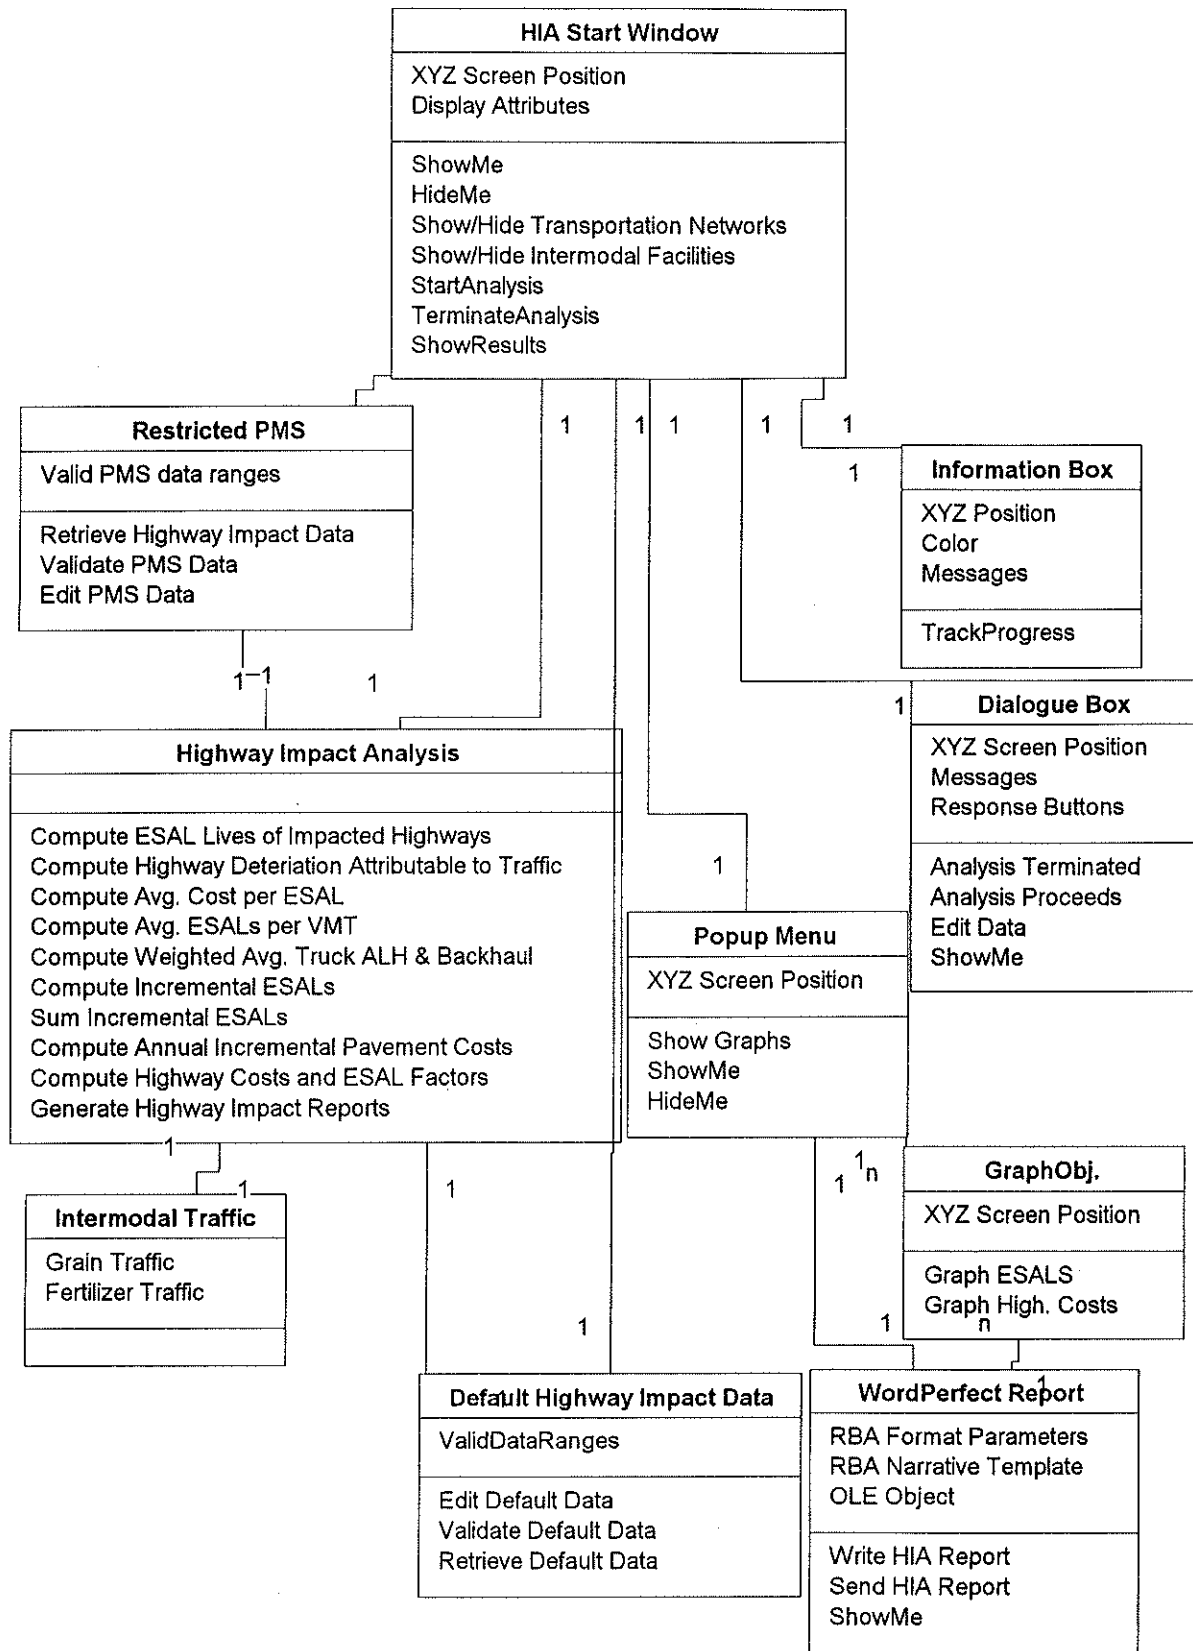 HIA Start Window
XYZ Screen Position
Display Attributes
ShowMe
HideMe
Show/Hide Transportation Networks
Show/Hide Intermodal Facilities
StartAnalysis
TerminateAnalysis
ShowResults
1
1
1
1
1
Restricted PMS
Valid PMS data ranges
Retrieve Highway Impact Data
Validate PMS Data
Edit PMS Data
1
Information Box
XYZ Position
Color
Messages
TrackProgress
1
1
1
1
Dialogue Box
XYZ Screen Position
Messages
Response Buttons
Analysis Terminated
Analysis Proceeds
Edit Data
ShowMe
Highway Impact Analysis
Compute ESAL Lives of Impacted Highways
Compute Highway Deteriation Attributable to Traffic
Compute Avg. Cost per ESAL
Compute Avg. ESALs per VMT
Compute Weighted Avg. Truck ALH & Backhaul
Compute Incremental ESALs
Sum Incremental ESALs
Compute Annual Incremental Pavement Costs
Compute Highway Costs and ESAL Factors
Generate Highway Impact Reports
1
Popup Menu
XYZ Screen Position
Show Graphs
ShowMe
HideMe
1
1
1
1
1
n
Intermodal Traffic
Grain Traffic
Fertilizer Traffic
GraphObj.
XYZ Screen Position
Graph ESALS
Graph High. Costs
1
1
n
Default Highway Impact Data
1
ValidDataRanges
Edit Default Data
Validate Default Data
Retrieve Default Data
1
WordPerfect Report
RBA Format Parameters
RBA Narrative Template
OLE Object
Write HIA Report
Send HIA Report
ShowMe